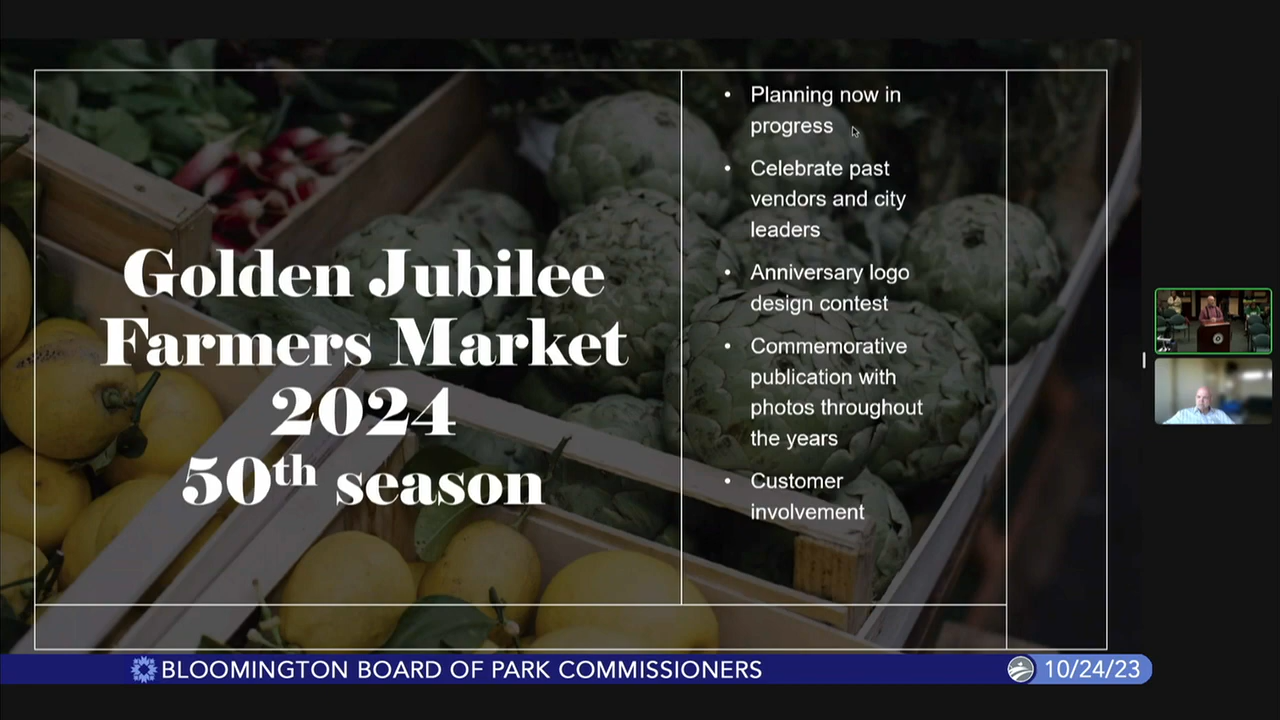 Golden Jubilee
Farmers Market
2024
50th season
• Planning now in
progress
• Celebrate past
vendors and city
leaders
• Anniversary logo
design contest
• Commemorative
publication with
photos throughout
the years
• Customer
involvement
BLOOMINGTON BOARD OF PARK COMMISSIONERS
10/24/23